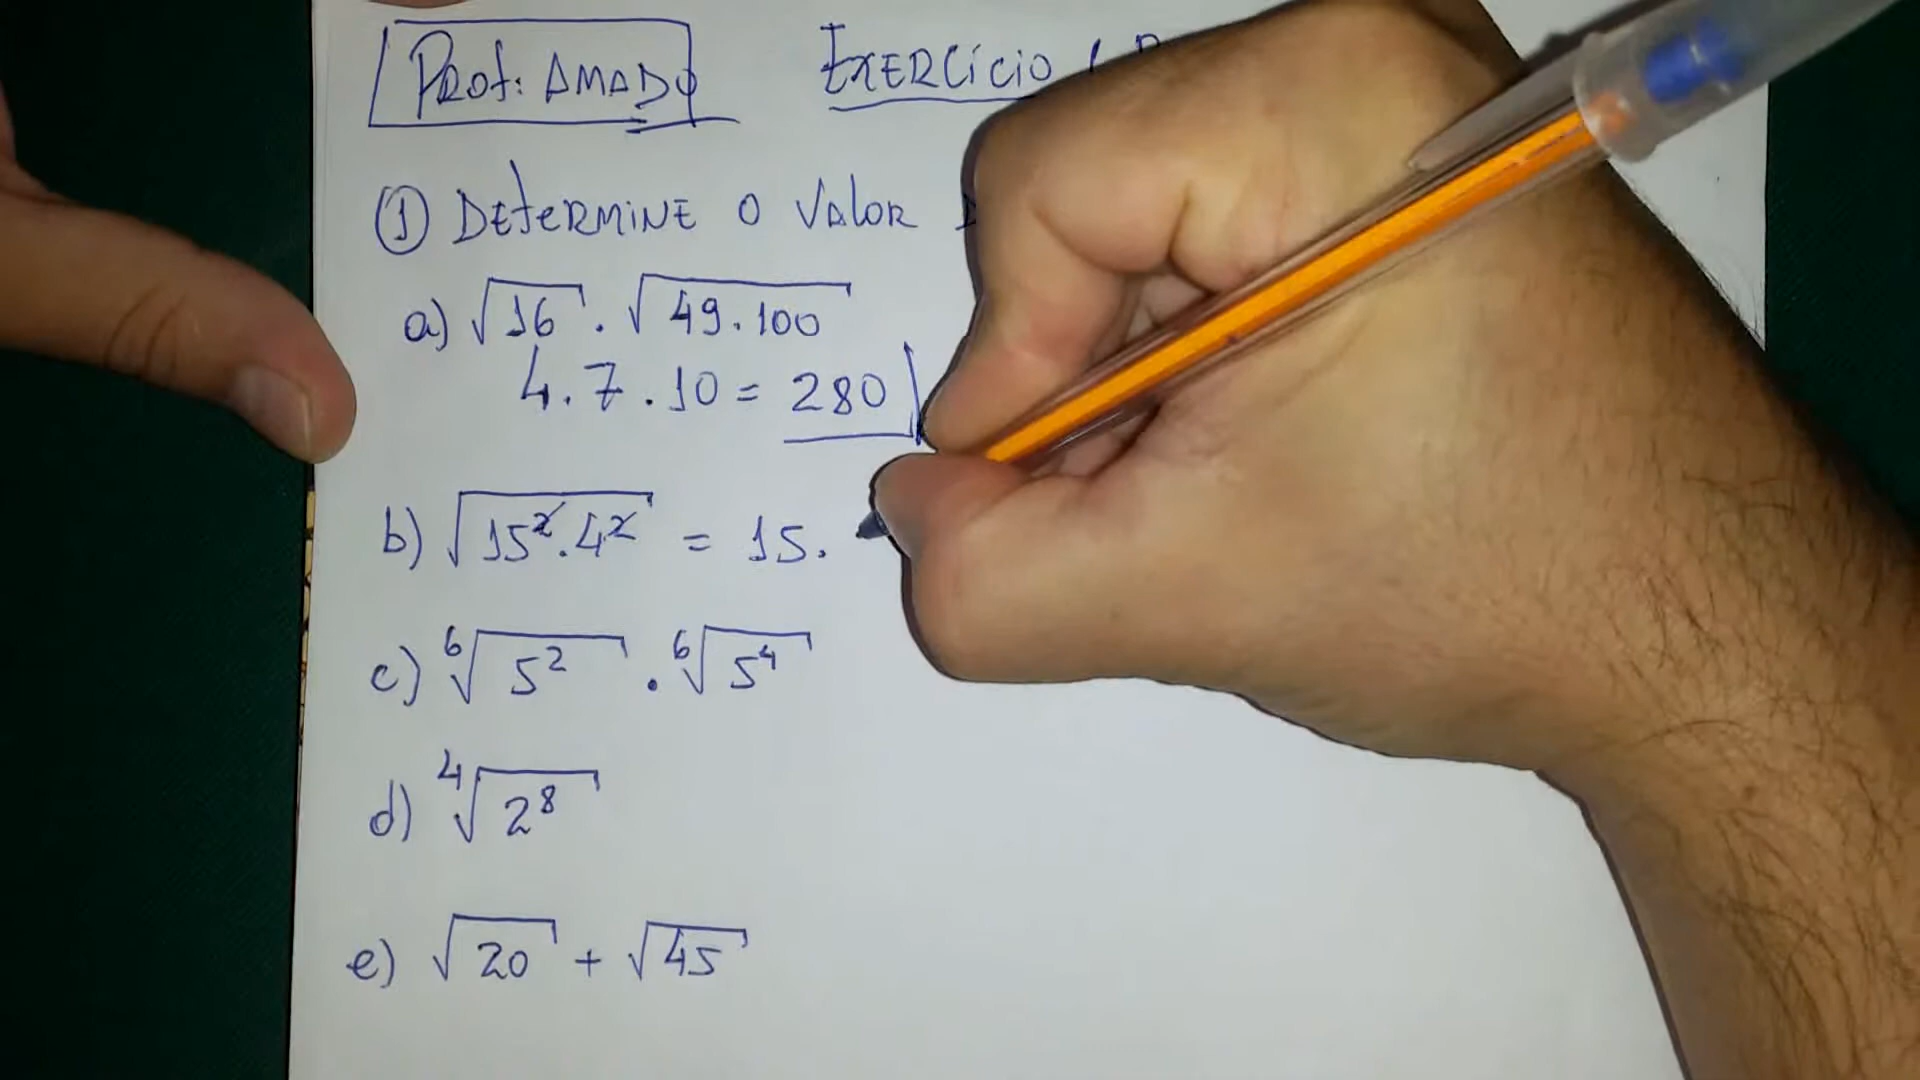 PROF: AMADO
EXERCÍCIO
① DETERMINE O VALOR
a) √16 . √49.100
4.7.10 = 280
b) √15².4² = 15.
c) ⁶√5² . ⁶√5⁴
d) ⁴√2⁸
e) √20 + √45